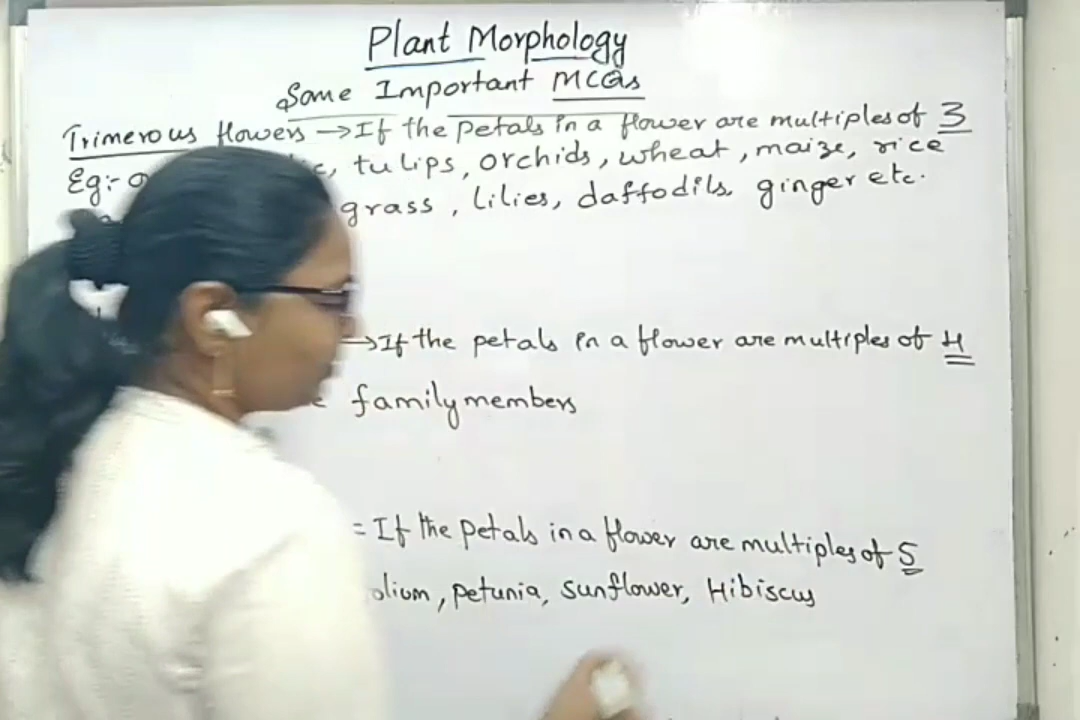 Plant Morphology
Some Important MCQs
Trimerous flowers → If the petals in a flower are multiples of 3
Eg:- tulips, orchids, wheat, maize, rice
grass, lilies, daffodils, ginger etc.
→ If the petals in a flower are multiples of 4
family members
= If the petals in a flower are multiples of 5
olium, petunia, sunflower, Hibiscus